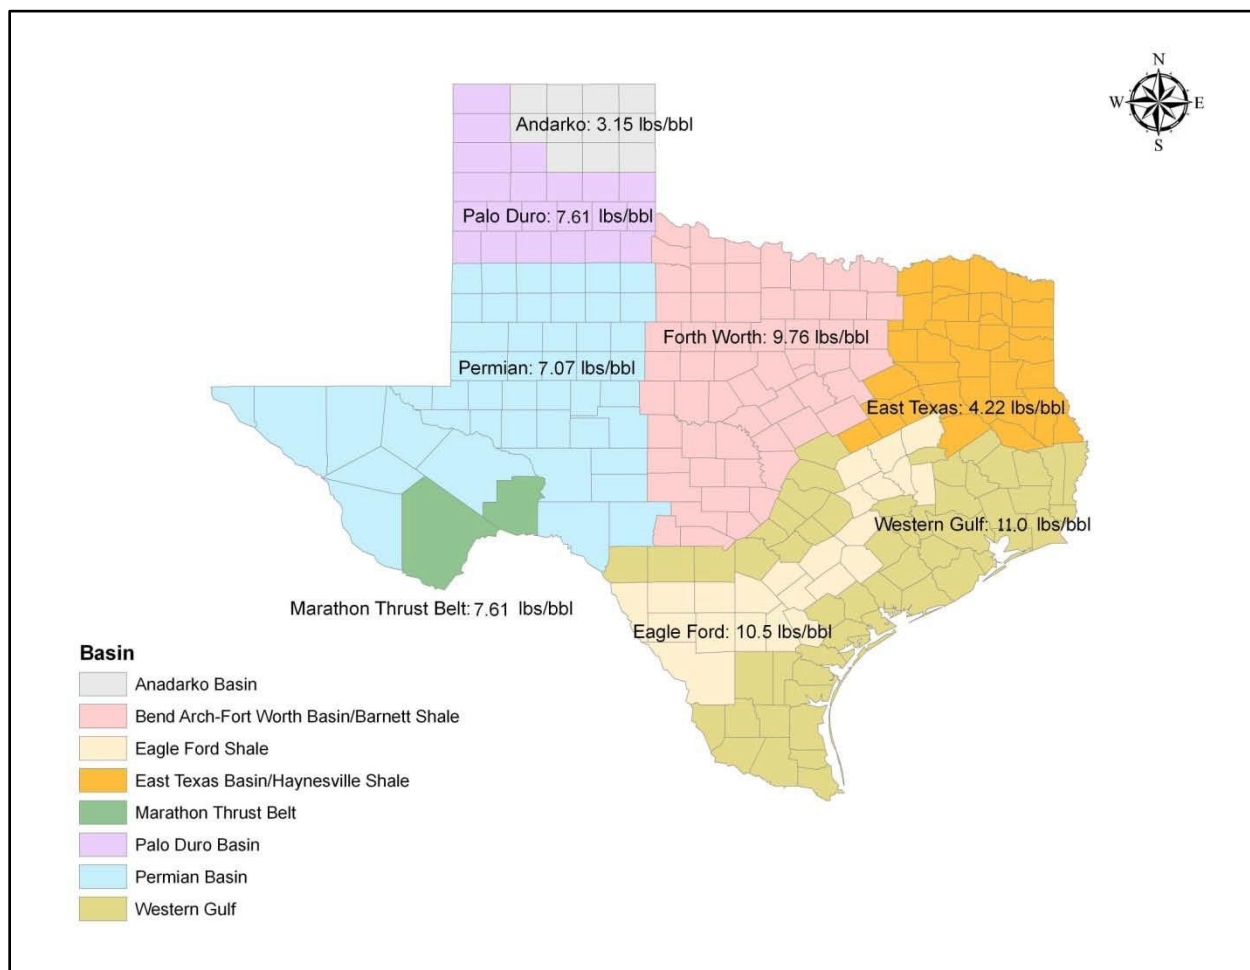 N
W E
S
Andarko: 3.15 lbs/bbl
Palo Duro: 7.61 lbs/bbl
Forth Worth: 9.76 lbs/bbl
Permian: 7.07 lbs/bbl
East Texas: 4.22 lbs/bbl
Western Gulf: 11.0 lbs/bbl
Marathon Thrust Belt: 7.61 lbs/bbl
Eagle Ford: 10.5 lbs/bbl
Basin
Anadarko Basin
Bend Arch-Fort Worth Basin/Barnett Shale
Eagle Ford Shale
East Texas Basin/Haynesville Shale
Marathon Thrust Belt
Palo Duro Basin
Permian Basin
Western Gulf